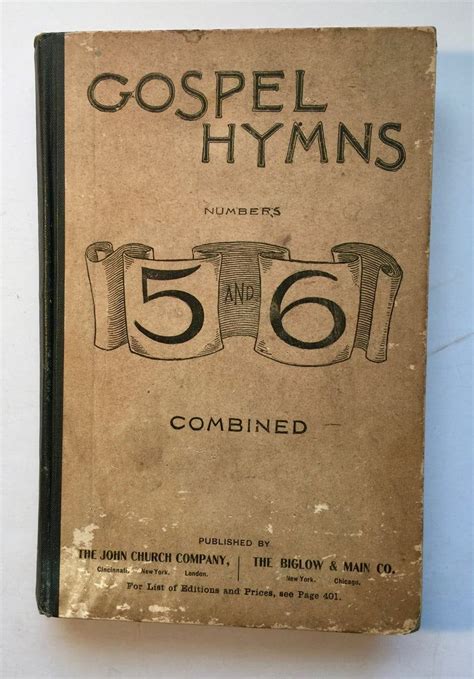 GOSPEL
HYMNS
NUMBERS
5 AND 6
COMBINED
PUBLISHED BY
THE JOHN CHURCH COMPANY,
Cincinnati. New York. London.
THE BIGLOW & MAIN CO.
New York. Chicago.
For List of Editions and Prices, see Page 401.